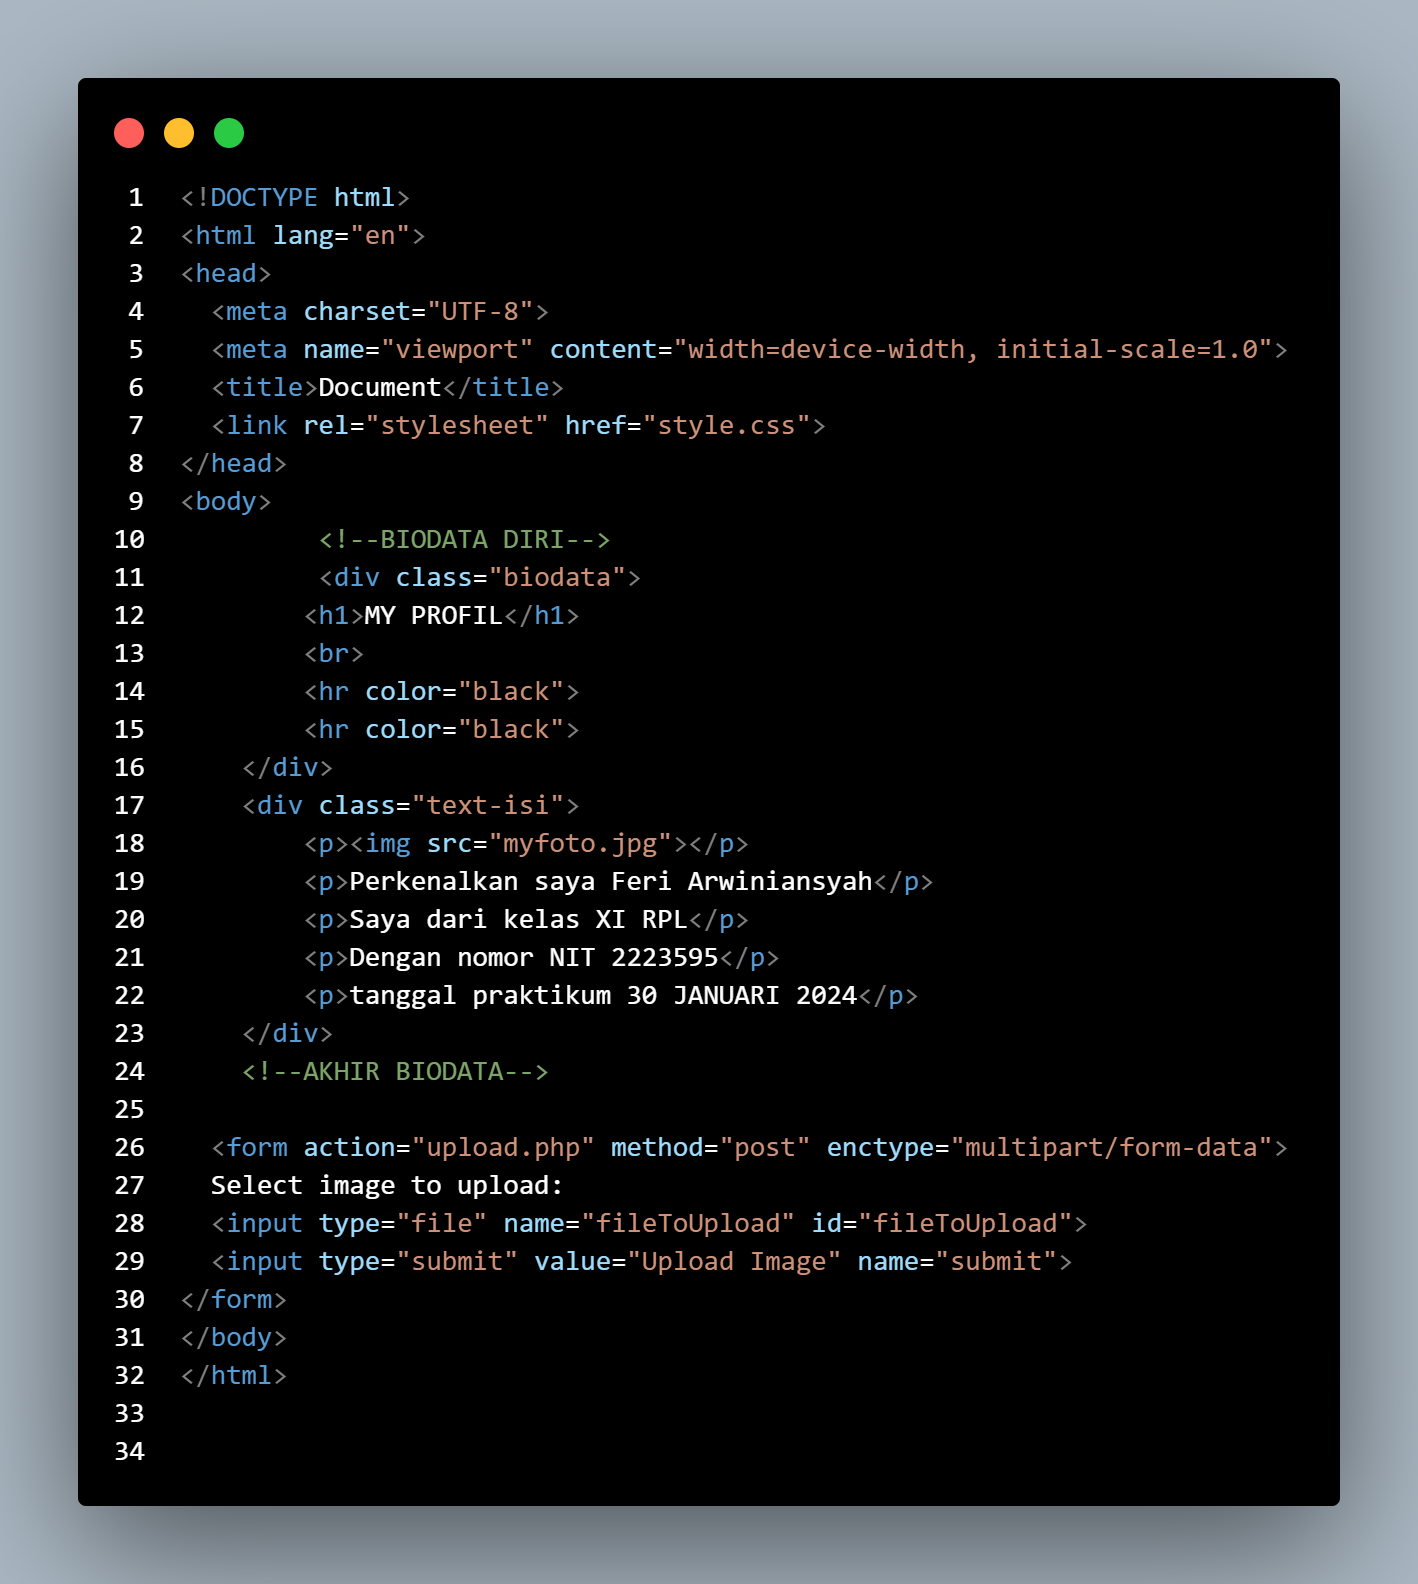 1 <!DOCTYPE html>
2 <html lang="en">
3 <head>
4   <meta charset="UTF-8">
5   <meta name="viewport" content="width=device-width, initial-scale=1.0">
6   <title>Document</title>
7   <link rel="stylesheet" href="style.css">
8 </head>
9 <body>
10          <!--BIODATA DIRI-->
11          <div class="biodata">
12         <h1>MY PROFIL</h1>
13         <br>
14         <hr color="black">
15         <hr color="black">
16     </div>
17     <div class="text-isi">
18         <p><img src="myfoto.jpg"></p>
19         <p>Perkenalkan saya Feri Arwiniansyah</p>
20         <p>Saya dari kelas XI RPL</p>
21         <p>Dengan nomor NIT 2223595</p>
22         <p>tanggal praktikum 30 JANUARI 2024</p>
23     </div>
24     <!--AKHIR BIODATA-->
25
26   <form action="upload.php" method="post" enctype="multipart/form-data">
27   Select image to upload:
28   <input type="file" name="fileToUpload" id="fileToUpload">
29   <input type="submit" value="Upload Image" name="submit">
30 </form>
31 </body>
32 </html>
33
34